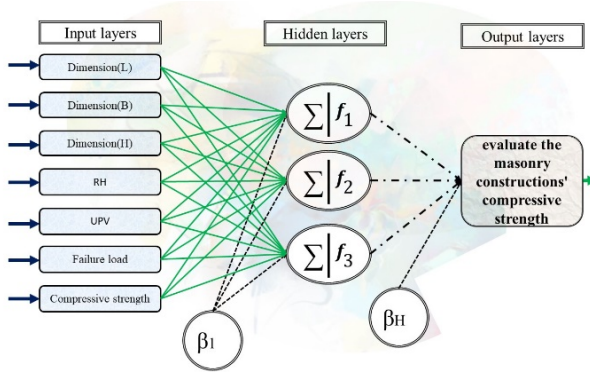 Input layers
Hidden layers
Output layers
Dimension(L)
Dimension(B)
Dimension(H)
RH
UPV
Failure load
Compressive strength
∑|f1
∑|f2
∑|f3
β1
βH
evaluate the
masonry
constructions'
compressive
strength